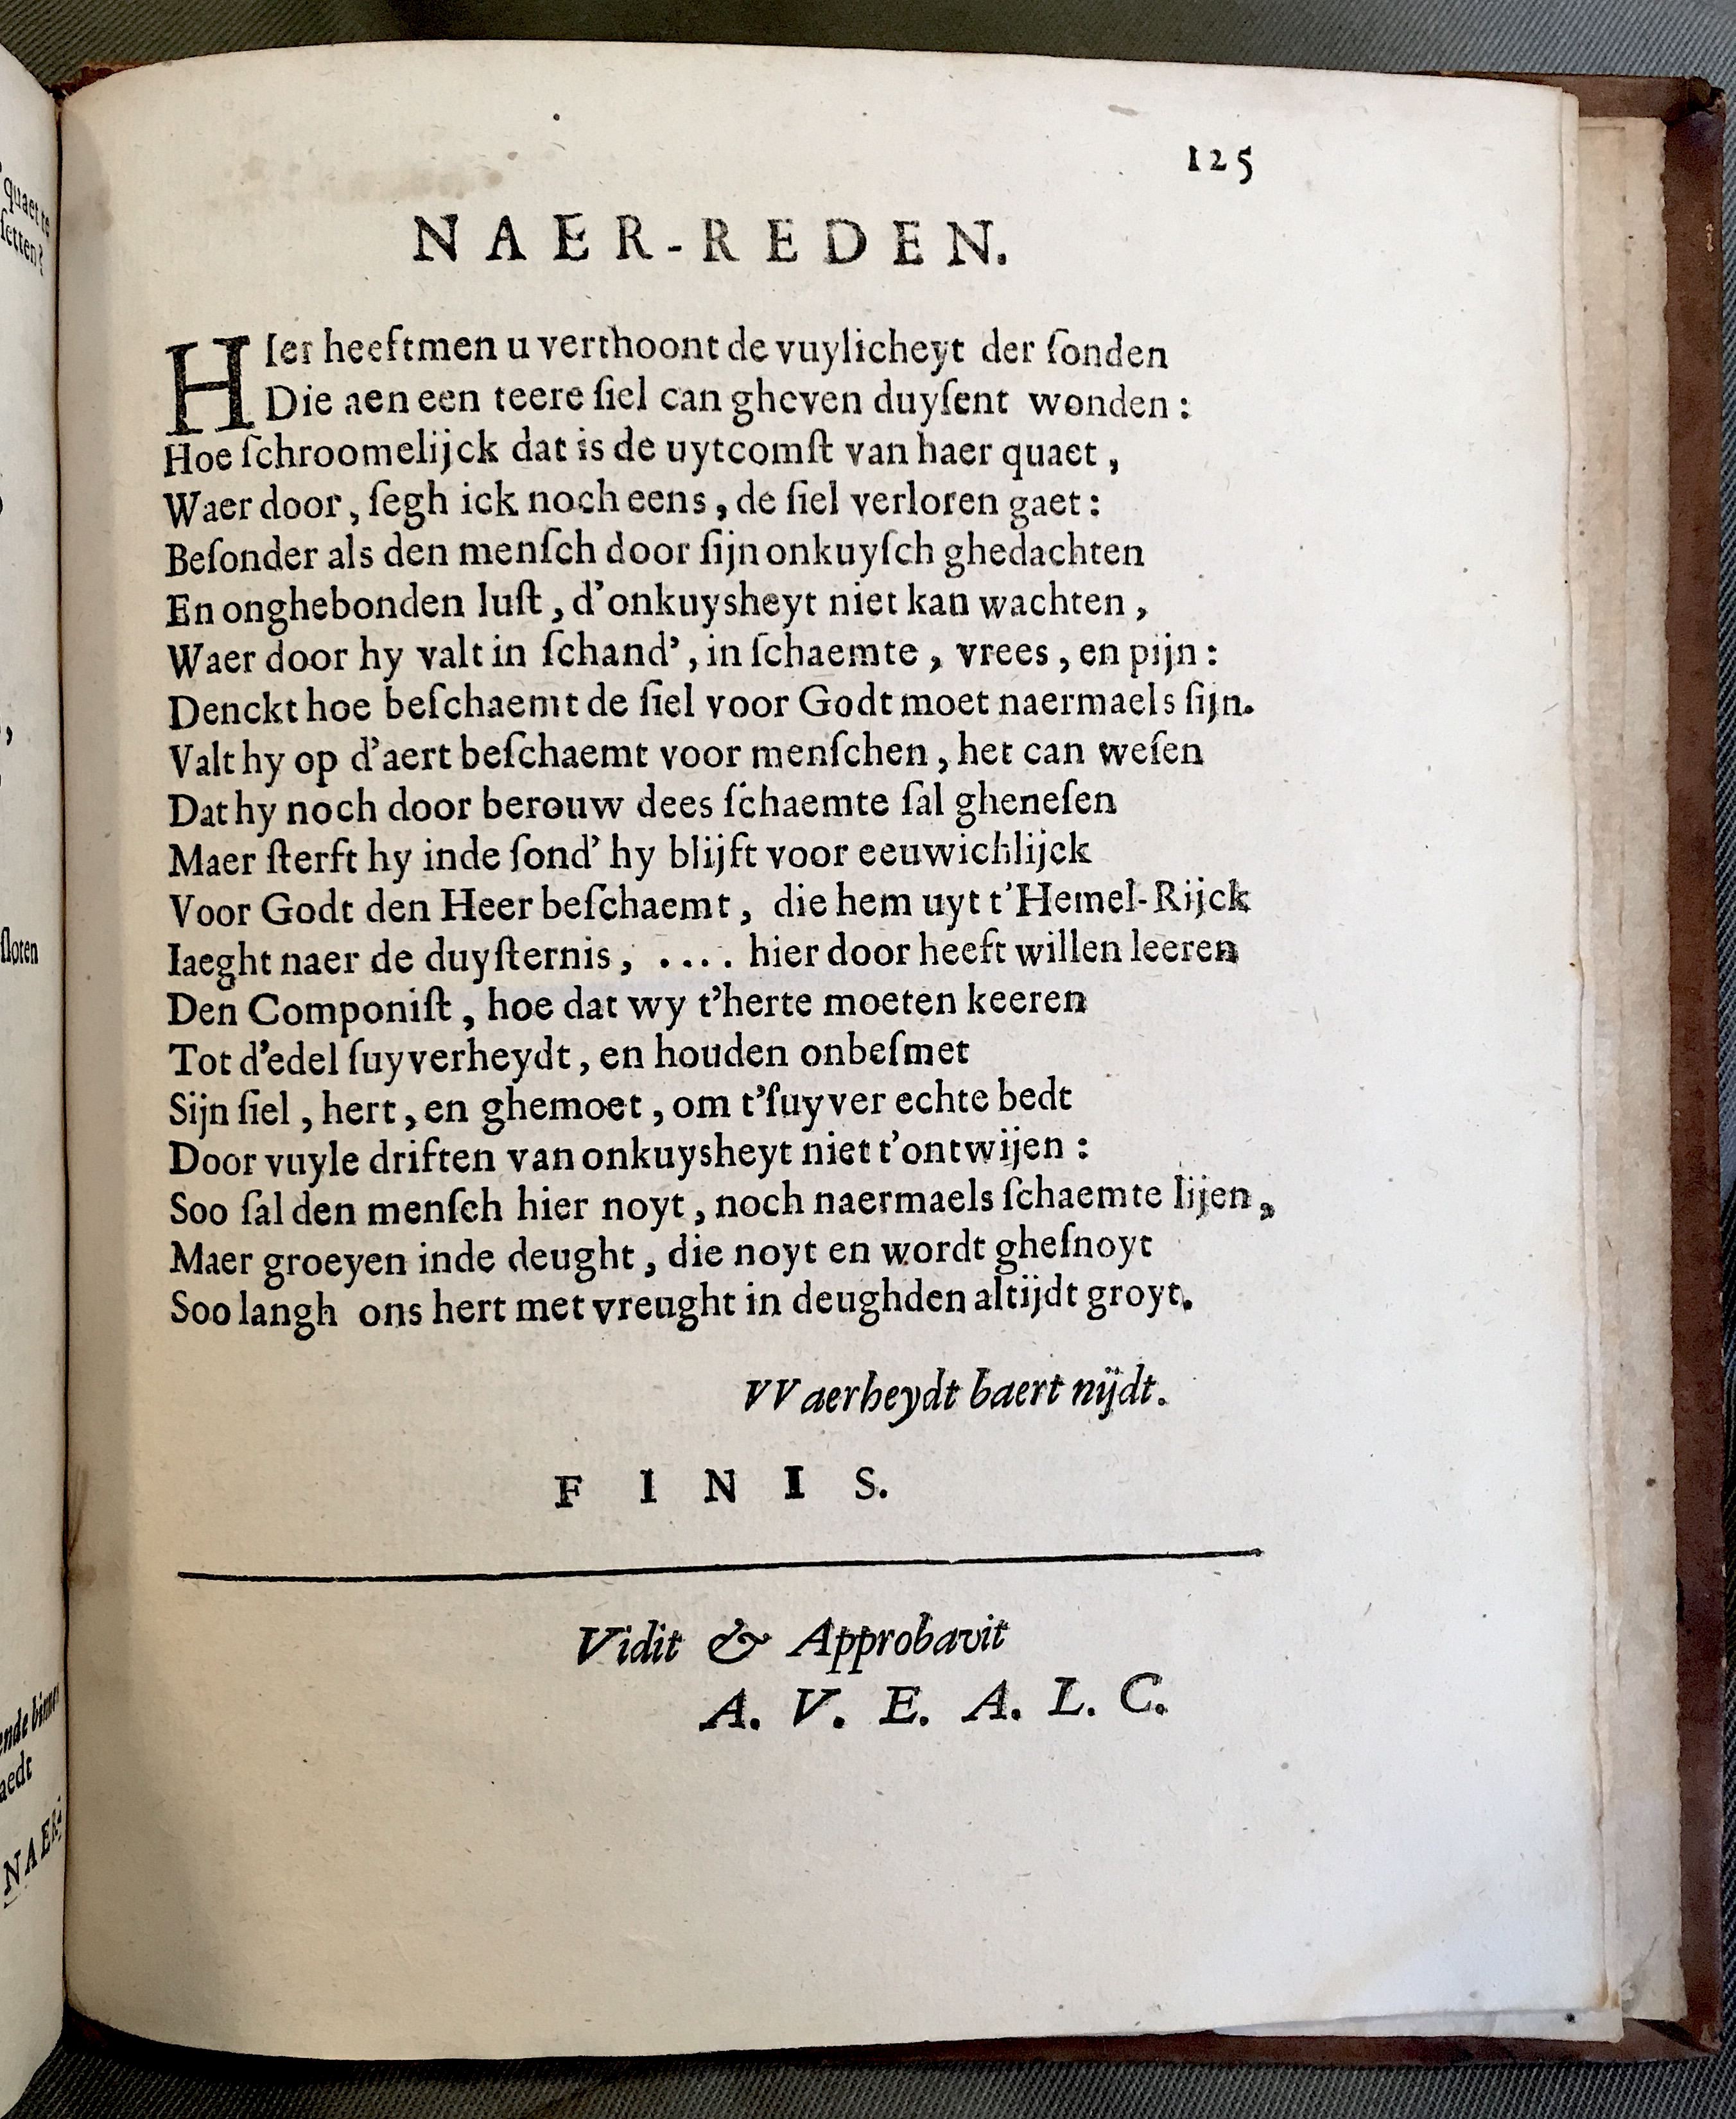 quaet te
ſetten?
ſloten
ende binne
aedt
NAER-
125
NAER-REDEN.
HIer heeftmen u verthoont de vuylicheyt der ſonden
Die aen een teere ſiel can gheven duyſent wonden:
Hoe ſchroomelijck dat is de uytcomſt van haer quaet,
Waer door, ſegh ick noch eens, de ſiel verloren gaet:
Beſonder als den menſch door ſijn onkuyſch ghedachten
En onghebonden luſt, d'onkuysheyt niet kan wachten,
Waer door hy valt in ſchand', in ſchaemte, vrees, en pijn:
Denckt hoe beſchaemt de ſiel voor Godt moet naermaels ſijn.
Valt hy op d'aert beſchaemt voor menſchen, het can weſen
Dat hy noch door berouw dees ſchaemte ſal gheneſen
Maer ſterft hy inde ſond' hy blijft voor eeuwichlijck
Voor Godt den Heer beſchaemt, die hem uyt t'Hemel-Rijck
Iaeght naer de duyſternis, .... hier door heeft willen leeren
Den Componiſt, hoe dat wy t'herte moeten keeren
Tot d'edel ſuyverheydt, en houden onbeſmet
Sijn ſiel, hert, en ghemoet, om t'ſuyver echte bedt
Door vuyle driften van onkuysheyt niet t'ontwijen:
Soo ſal den menſch hier noyt, noch naermaels ſchaemte lijen,
Maer groeyen inde deught, die noyt en wordt gheſnoyt
Soo langh ons hert met vreught in deughden altijdt groyt.
VVaerheydt baert nijdt.
FINIS.
Vidit & Approbavit
A. V. E. A. L. C.